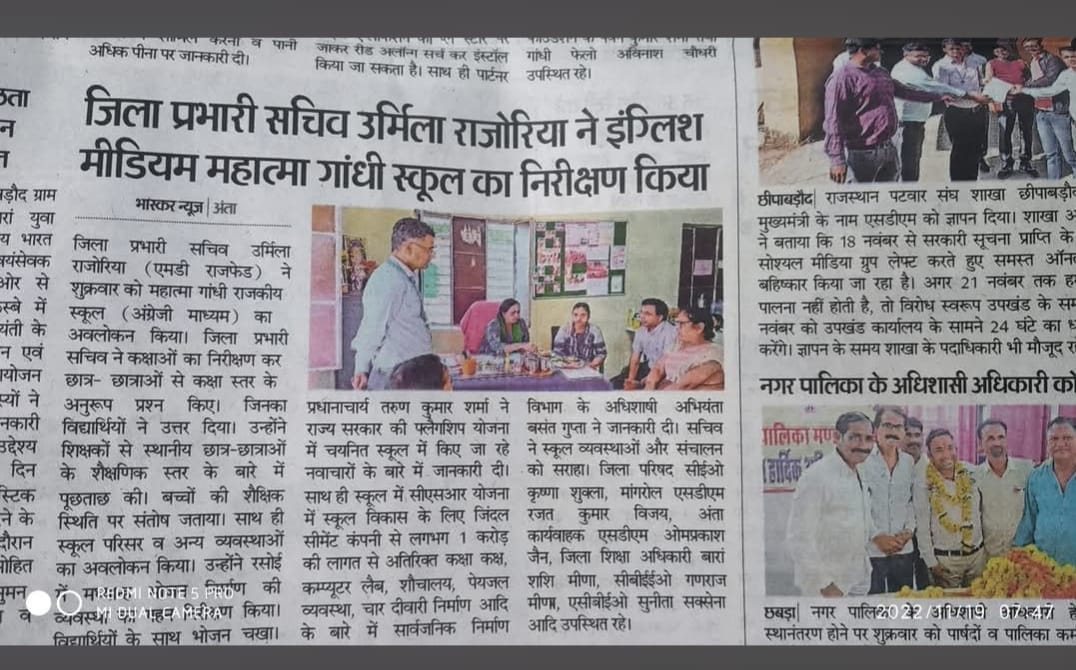 अधिक पीना पर जानकारी दी।
जाकर रीड अलॉन्ग सर्च कर इंस्टॉल
किया जा सकता है। साथ ही पार्टनर
गांधी फेलो अविनाश चौधरी
उपस्थित रहे।
जिला प्रभारी सचिव उर्मिला राजोरिया ने इंग्लिश
मीडियम महात्मा गांधी स्कूल का निरीक्षण किया
भास्कर न्यूज | अंता
जिला प्रभारी सचिव उर्मिला
राजोरिया (एमडी राजफेड) ने
शुक्रवार को महात्मा गांधी राजकीय
स्कूल (अंग्रेजी माध्यम) का
अवलोकन किया। जिला प्रभारी
सचिव ने कक्षाओं का निरीक्षण कर
छात्र- छात्राओं से कक्षा स्तर के
अनुरूप प्रश्न किए। जिनका
विद्यार्थियों ने उत्तर दिया। उन्होंने
शिक्षकों से स्थानीय छात्र-छात्राओं
के शैक्षणिक स्तर के बारे में
पूछताछ की। बच्चों की शैक्षिक
स्थिति पर संतोष जताया। साथ ही
स्कूल परिसर व अन्य व्यवस्थाओं
का अवलोकन किया। उन्होंने रसोई
में निर्माण की
व्यवस्था किया।
विद्यार्थियों के साथ भोजन चखा।
प्रधानाचार्य तरुण कुमार शर्मा ने
राज्य सरकार की फ्लैगशिप योजना
में चयनित स्कूल में किए जा रहे
नवाचारों के बारे में जानकारी दी।
साथ ही स्कूल में सीएसआर योजना
में स्कूल विकास के लिए जिंदल
सीमेंट कंपनी से लगभग 1 करोड़
की लागत से अतिरिक्त कक्षा कक्ष,
कम्प्यूटर लैब, शौचालय, पेयजल
व्यवस्था, चार दीवारी निर्माण आदि
के बारे में सार्वजनिक निर्माण
विभाग के अधिशाषी अभियंता
बसंत गुप्ता ने जानकारी दी। सचिव
ने स्कूल व्यवस्थाओं और संचालन
को सराहा। जिला परिषद सीईओ
कृष्णा शुक्ला, मांगरोल एसडीएम
रजत कुमार विजय, अंता
कार्यवाहक एसडीएम ओमप्रकाश
जैन, जिला शिक्षा अधिकारी बारां
शशि मीणा, सीबीईईओ गणराज
मीणा, एसीबीईओ सुनीता सक्सेना
आदि उपस्थित रहे।
छीपाबड़ौद| राजस्थान पटवार संघ शाखा छीपाबड़ौद
मुख्यमंत्री के नाम एसडीएम को ज्ञापन दिया। शाखा
ने बताया कि 18 नवंबर से सरकारी सूचना प्राप्ति के
सोश्यल मीडिया ग्रुप लेफ्ट करते हुए समस्त
बहिष्कार किया जा रहा है। अगर 21 नवंबर तक
पालना नहीं होती है, तो विरोध स्वरूप उपखंड के
नवंबर को उपखंड कार्यालय के सामने 24 घंटे का
करेंगे। ज्ञापन के समय शाखा के पदाधिकारी भी मौजूद
नगर पालिका के अधिशासी अधिकारी को
छबड़ा| नगर
स्थानंतरण होने पर शुक्रवार को पार्षदों व पालिका
REDMI NOTE 5 PRO
MI DUAL CAMERA
2022/11/19 07:47